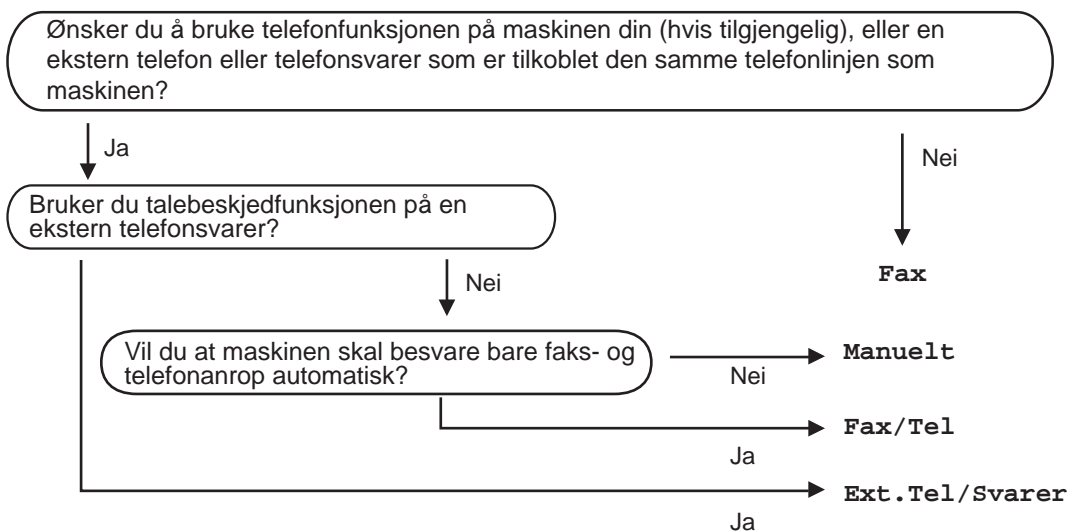 Ønsker du å bruke telefonfunksjonen på maskinen din (hvis tilgjengelig), eller en
ekstern telefon eller telefonsvarer som er tilkoblet den samme telefonlinjen som
maskinen?
Ja
Nei
Bruker du talebeskjedfunksjonen på en
ekstern telefonsvarer?
Nei
Fax
Vil du at maskinen skal besvare bare faks- og
telefonanrop automatisk?
Nei
Manuelt
Ja
Fax/Tel
Ja
Ext.Tel/Svarer